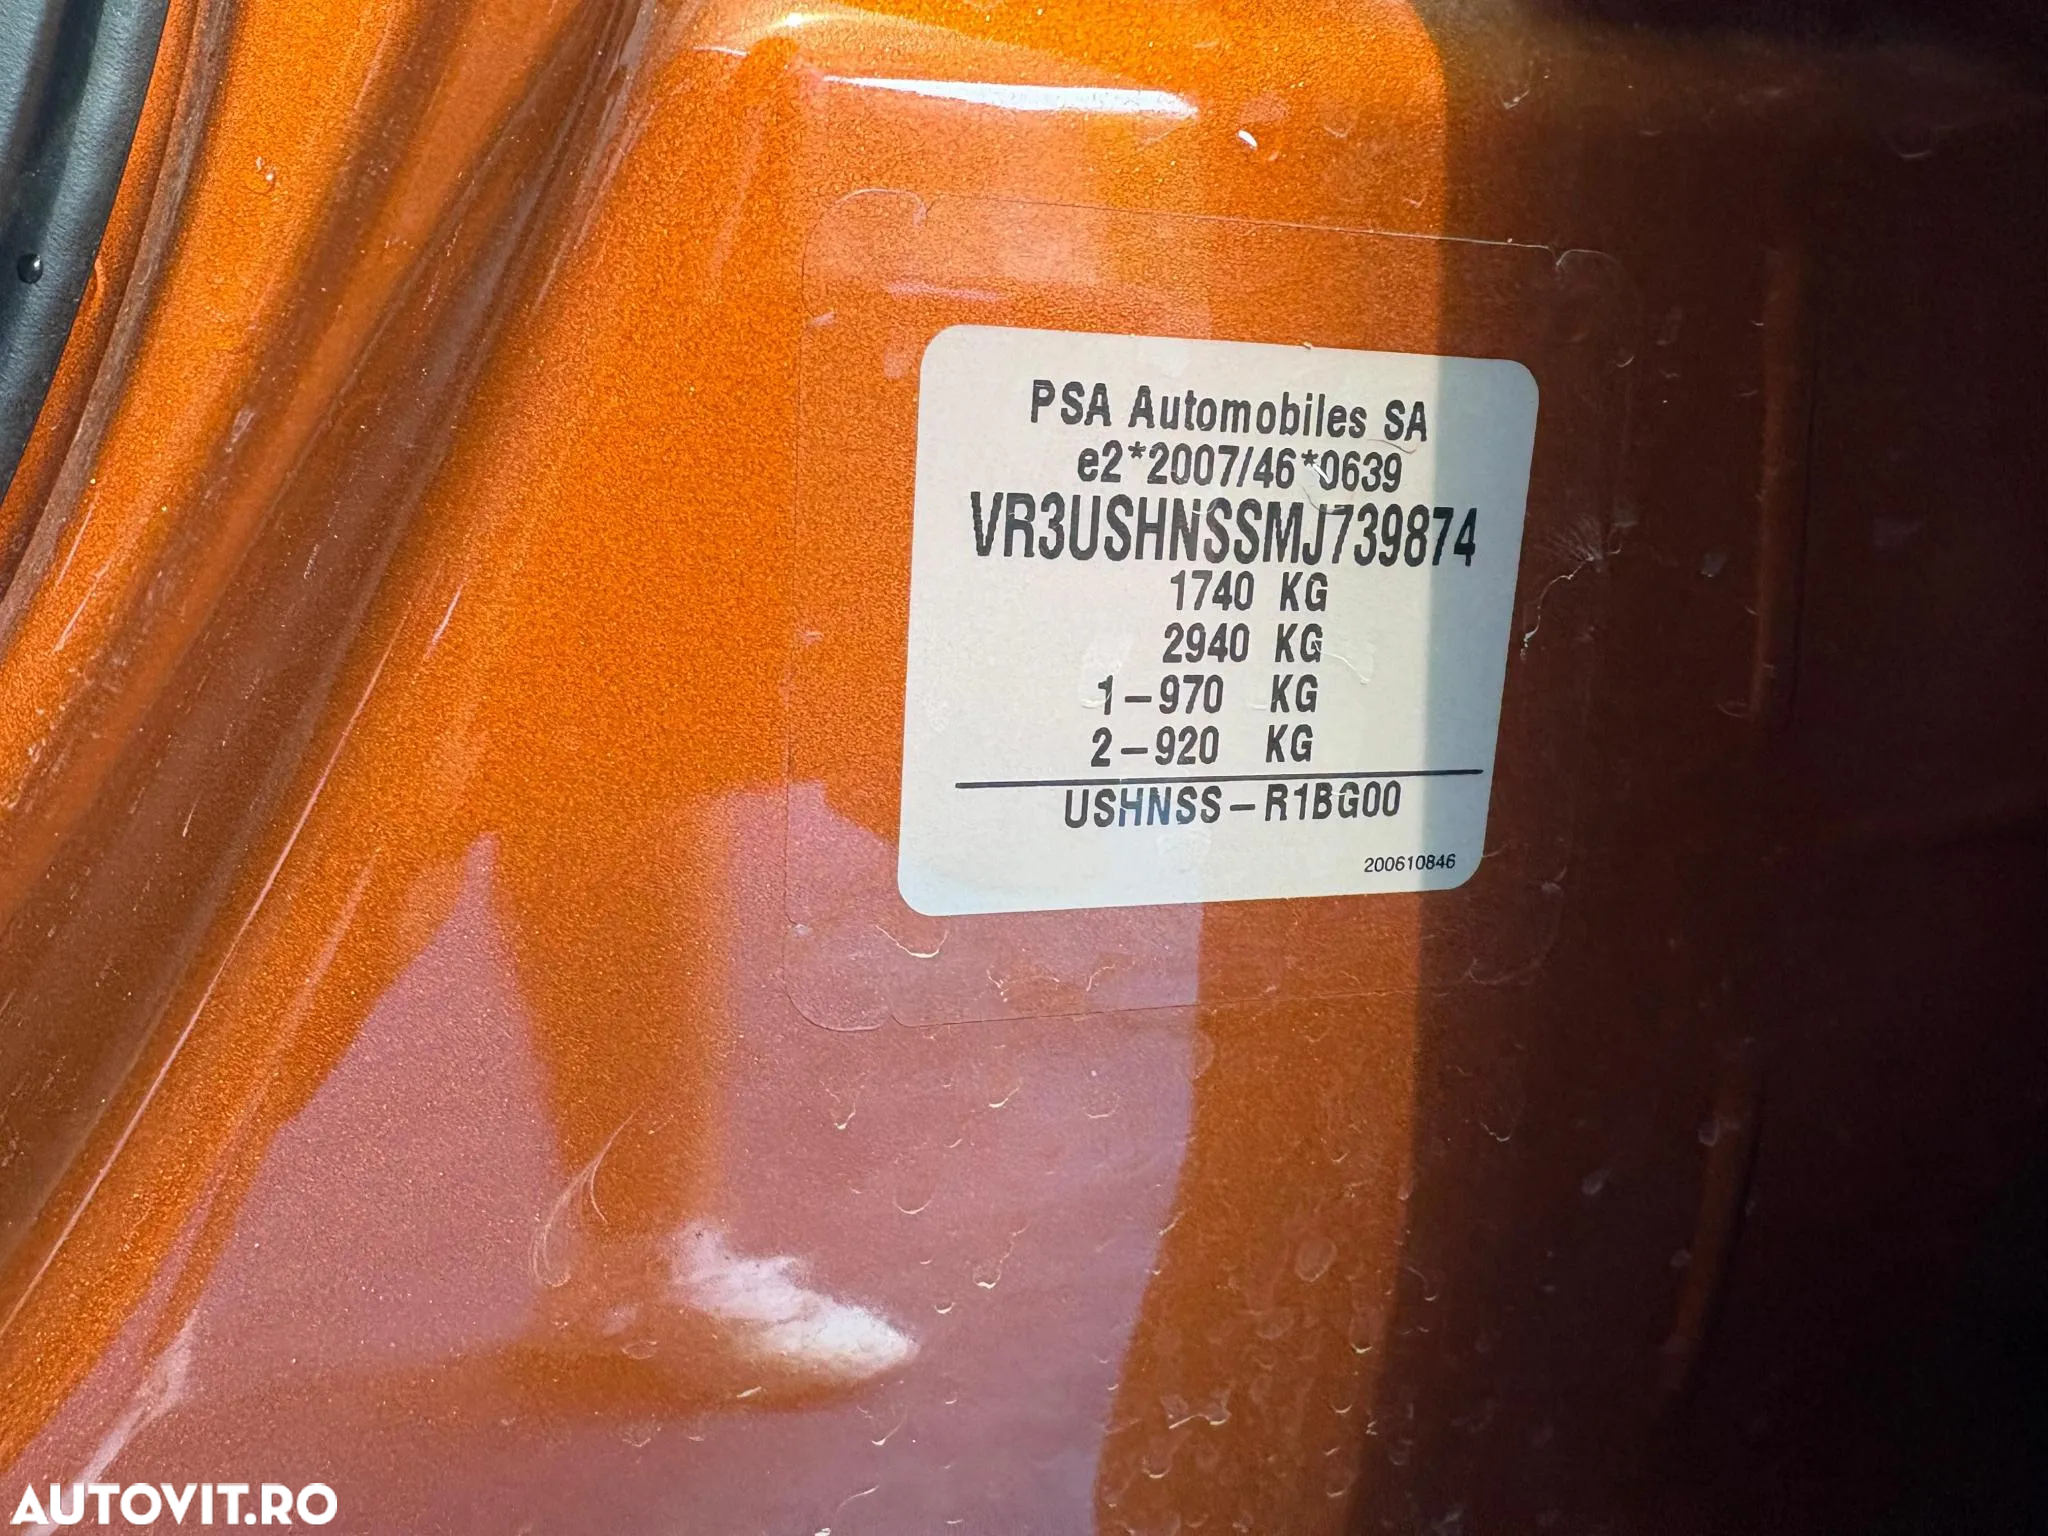 PSA Automobiles SA
e2*2007/46*0639
VR3USHNSSMJ739874
1740 KG
2940 KG
1-970 KG
2-920 KG
USHNSS-R1BG00
200610846
AUTOVIT.RO